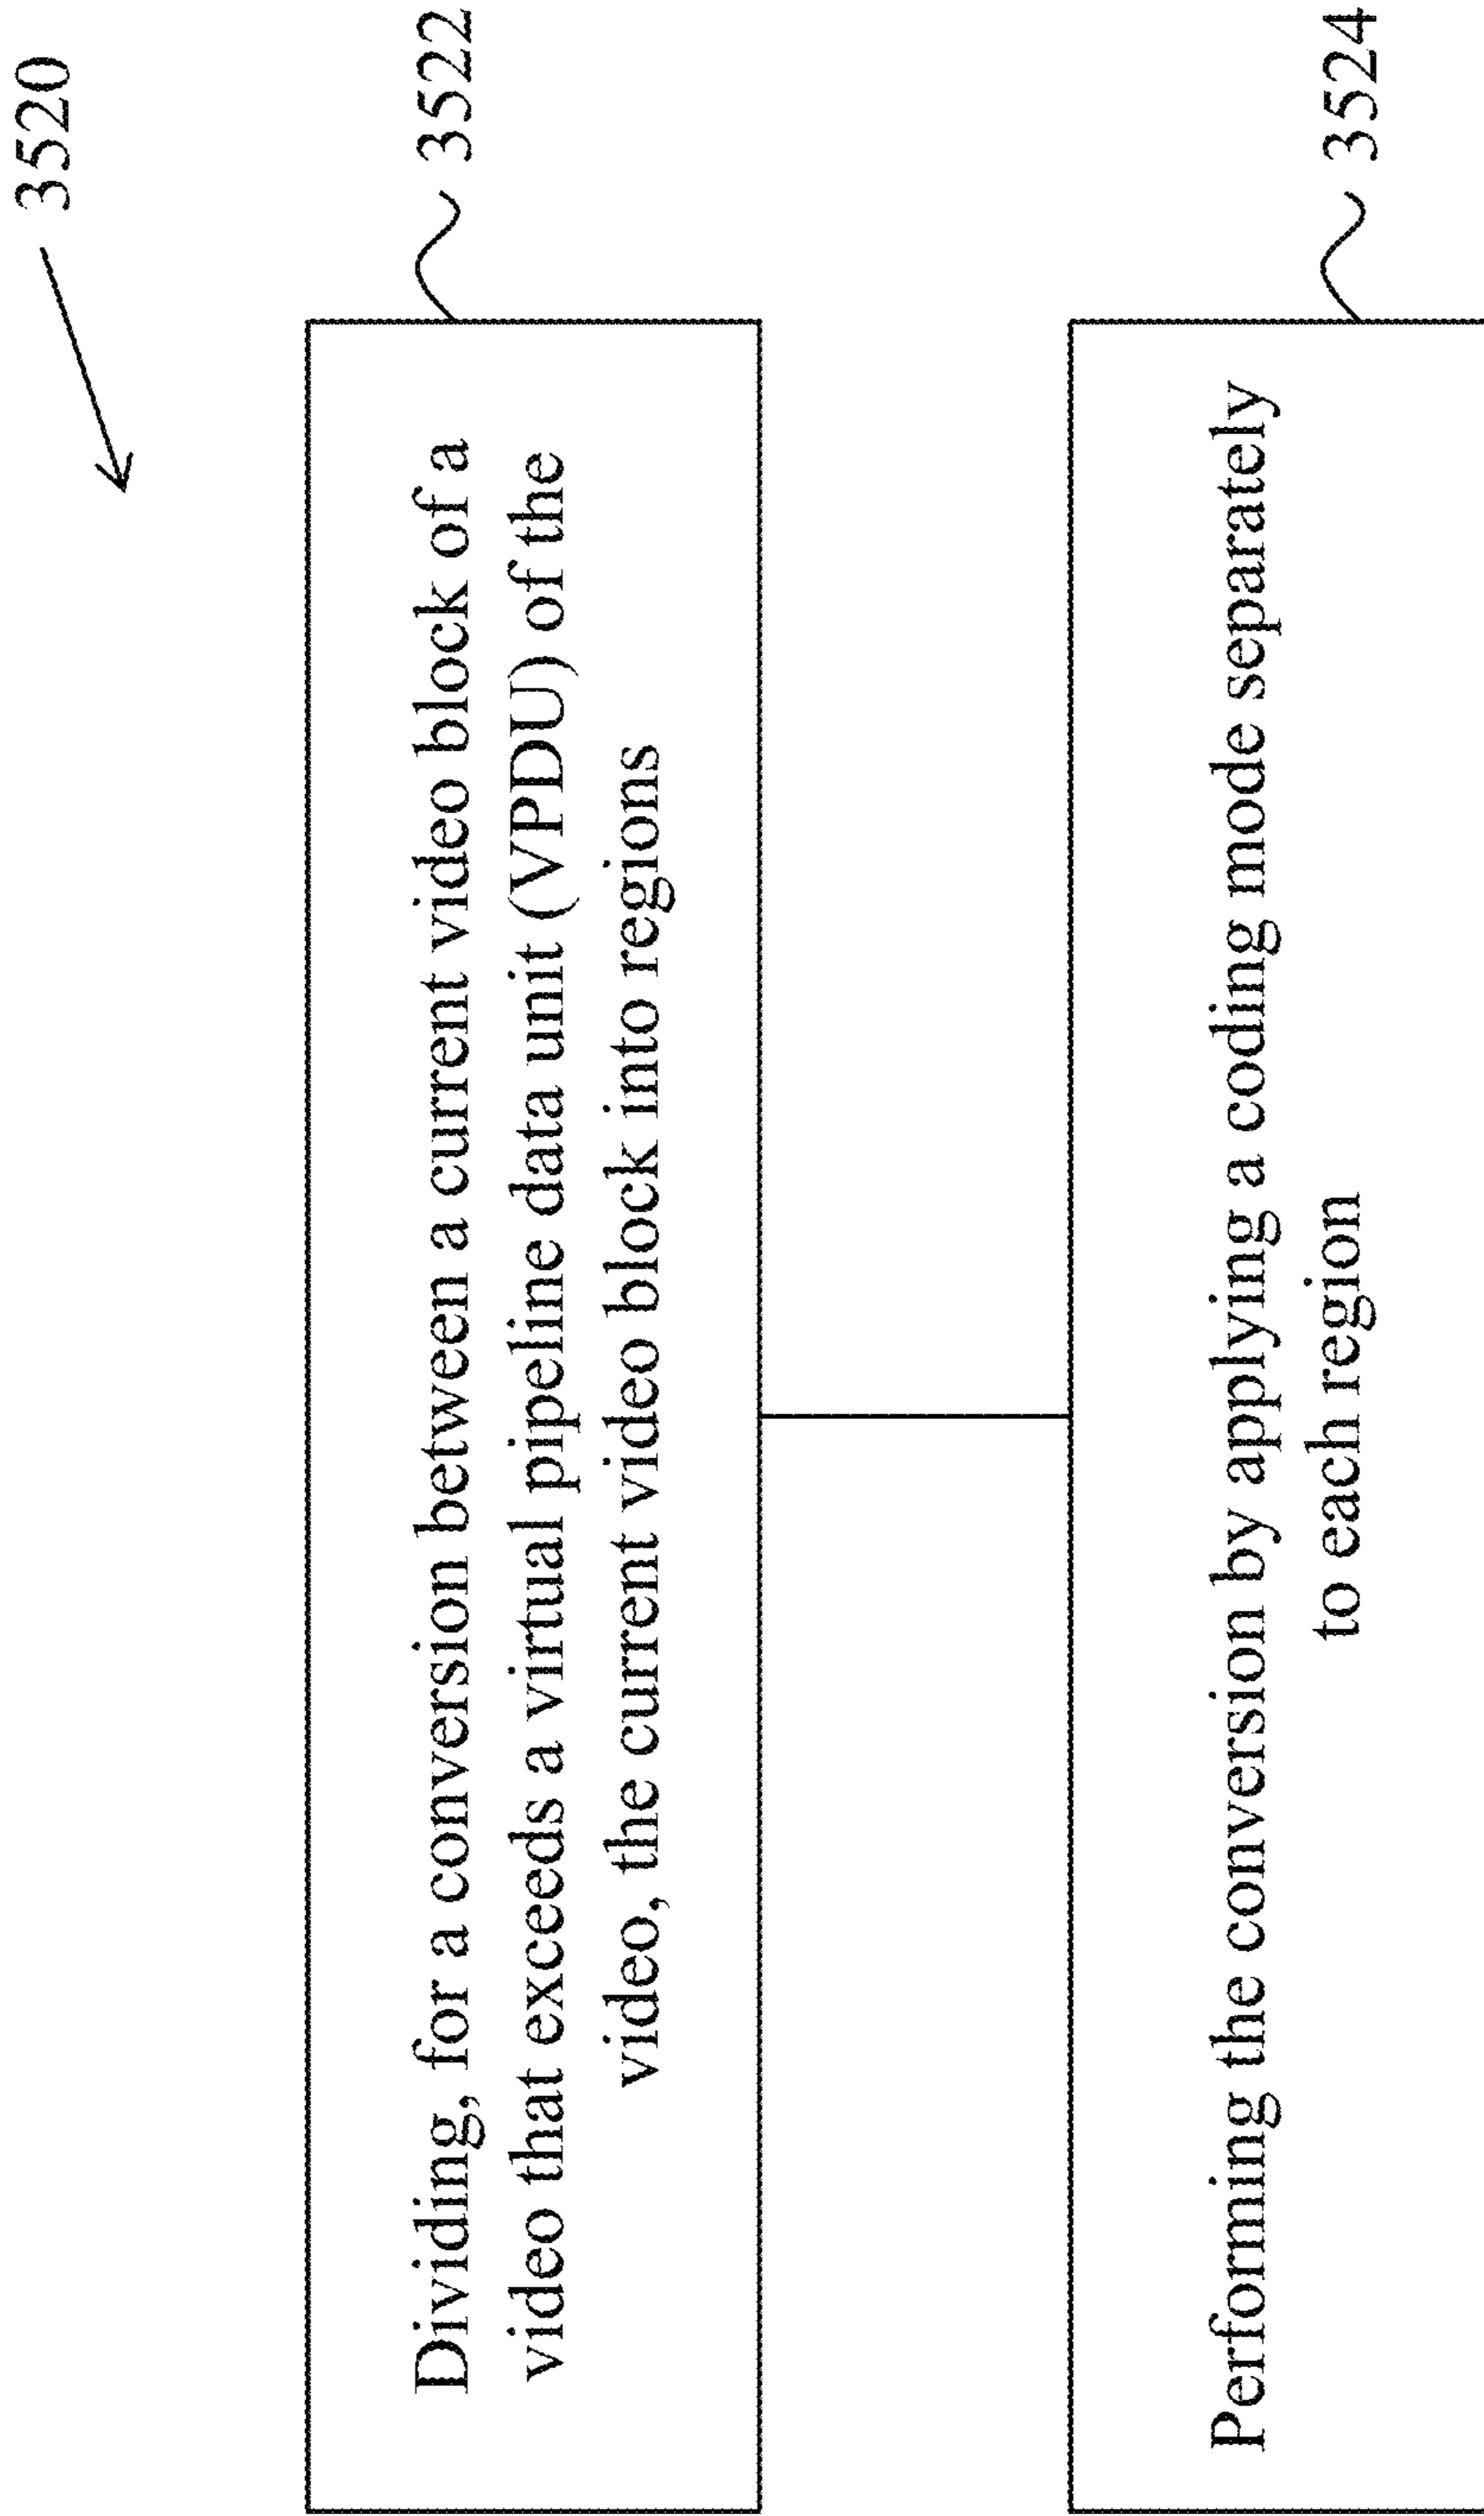 3520
Dividing, for a conversion between a current video block of a
video that exceeds a virtual pipeline data unit (VPDU) of the
video, the current video block into regions
3522
Performing the conversion by applying a coding mode separately
to each region
3524